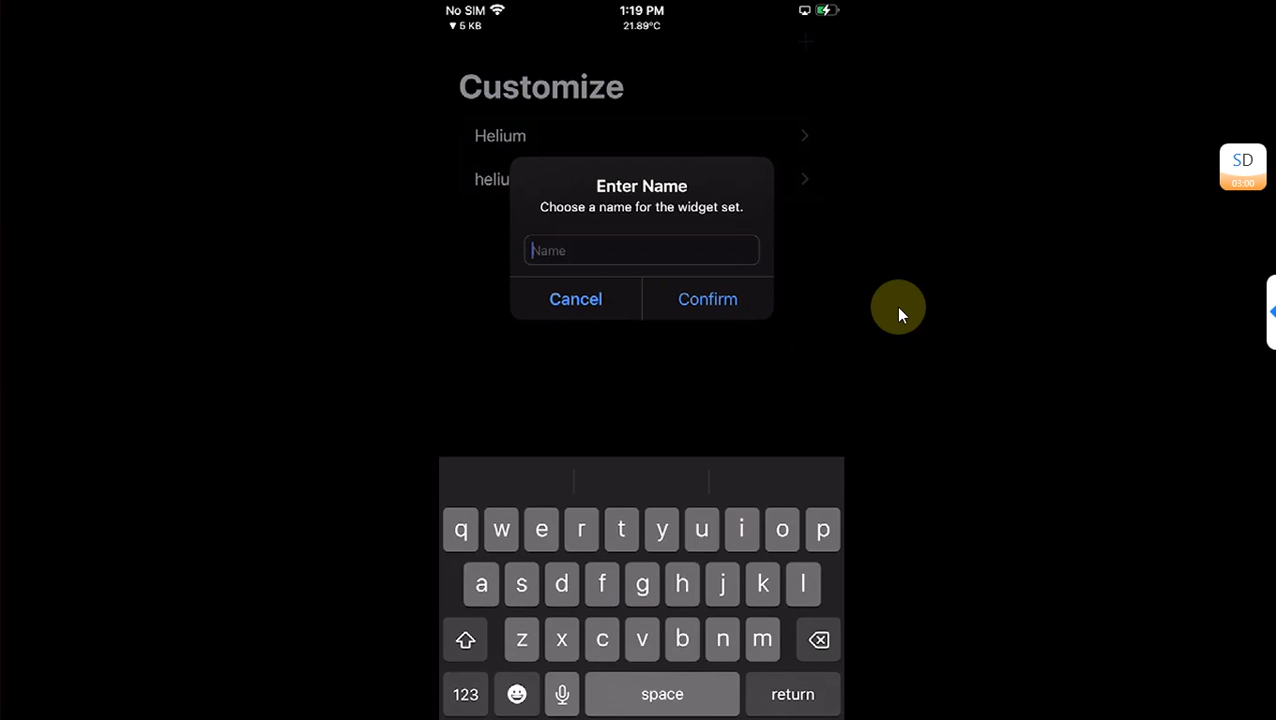 No SIM 1:19 PM
▼ 5 KB 21.89°C
Customize
Helium
heliu
Enter Name
Choose a name for the widget set.
Name
Cancel Confirm
SD
03:00
q w e r t y u i o p
a s d f g h j k l
z x c v b n m
123 space return